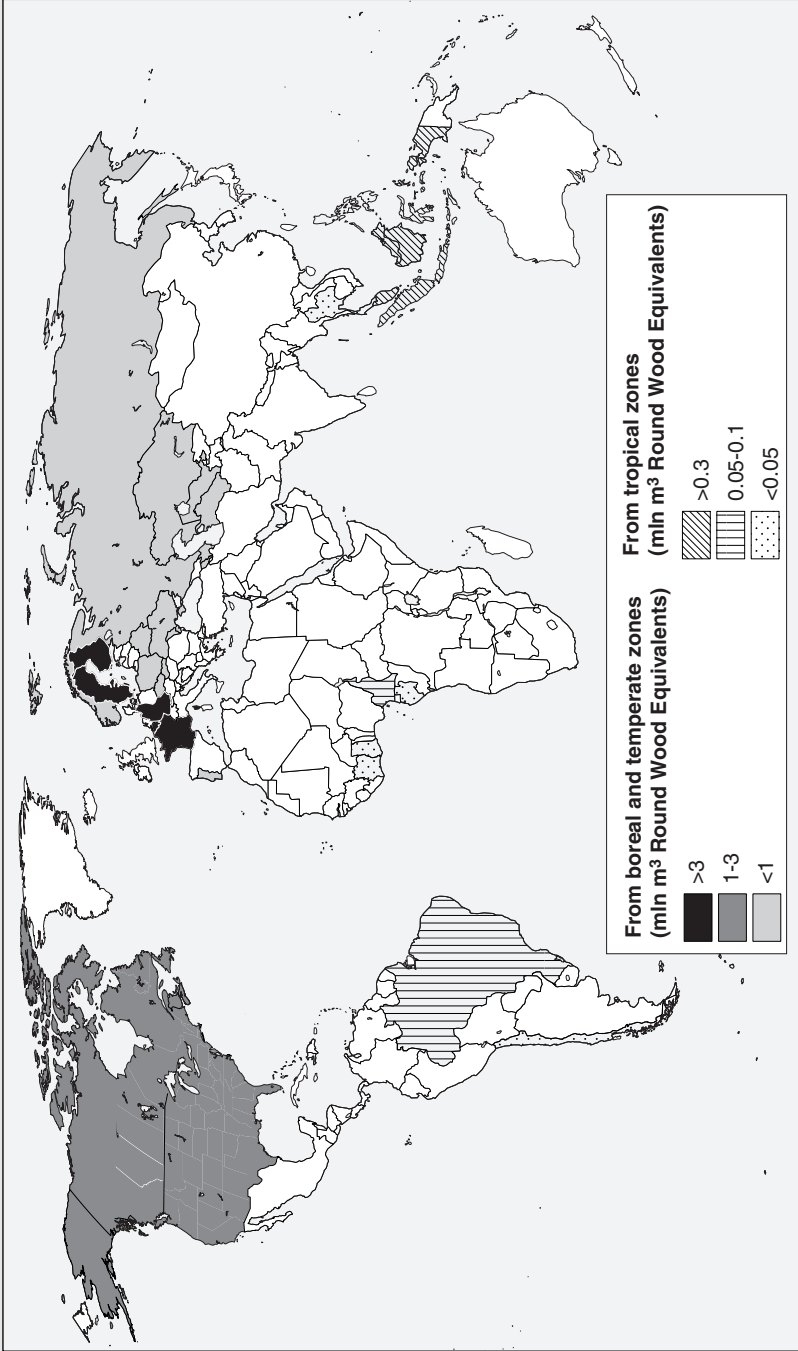 From boreal and temperate zones
(mln m³ Round Wood Equivalents)
>3
1-3
<1
From tropical zones
(mln m³ Round Wood Equivalents)
>0.3
0.05-0.1
<0.05